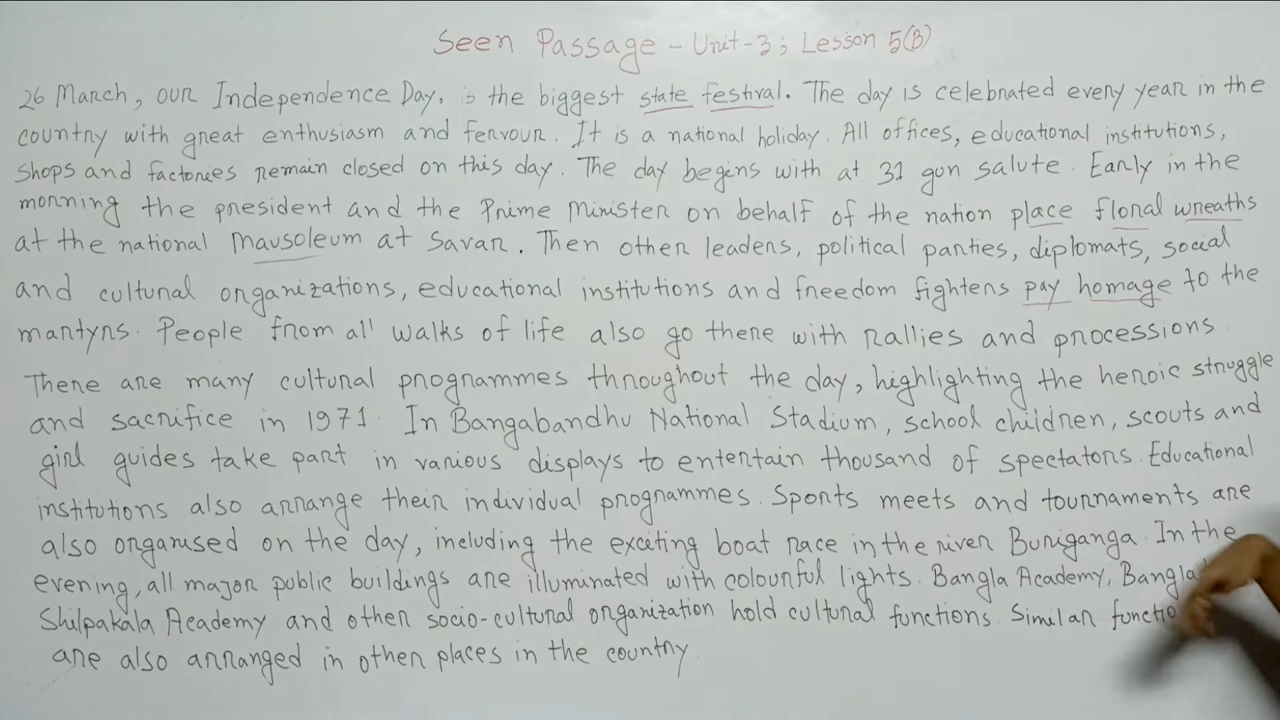 Seen Passage - Unit-3; Lesson 5(B)
26 March, our Independence Day, is the biggest state festival. The day is celebrated every year in the
country with great enthusiasm and fervour. It is a national holiday. All offices, educational institutions,
shops and factories remain closed on this day. The day begins with at 31 gun salute. Early in the
morning the president and the Prime Minister on behalf of the nation place floral wreaths
at the national mausoleum at Savar. Then other leaders, political parties, diplomats, social
and cultural organizations, educational institutions and freedom fighters pay homage to the
martyrs. People from all walks of life also go there with rallies and processions
There are many cultural programmes throughout the day, highlighting the heroic struggle
and sacrifice in 1971. In Bangabandhu National Stadium, school children, scouts and
girl guides take part in various displays to entertain thousand of spectators. Educational
institutions also arrange their individual programmes. Sports meets and tournaments are
also organised on the day, including the exciting boat race in the river Buriganga. In the
evening, all major public buildings are illuminated with colourful lights. Bangla Academy,
Shilpakala Academy and other socio-cultural organization hold cultural functions. Similar
are also arranged in other places in the country.